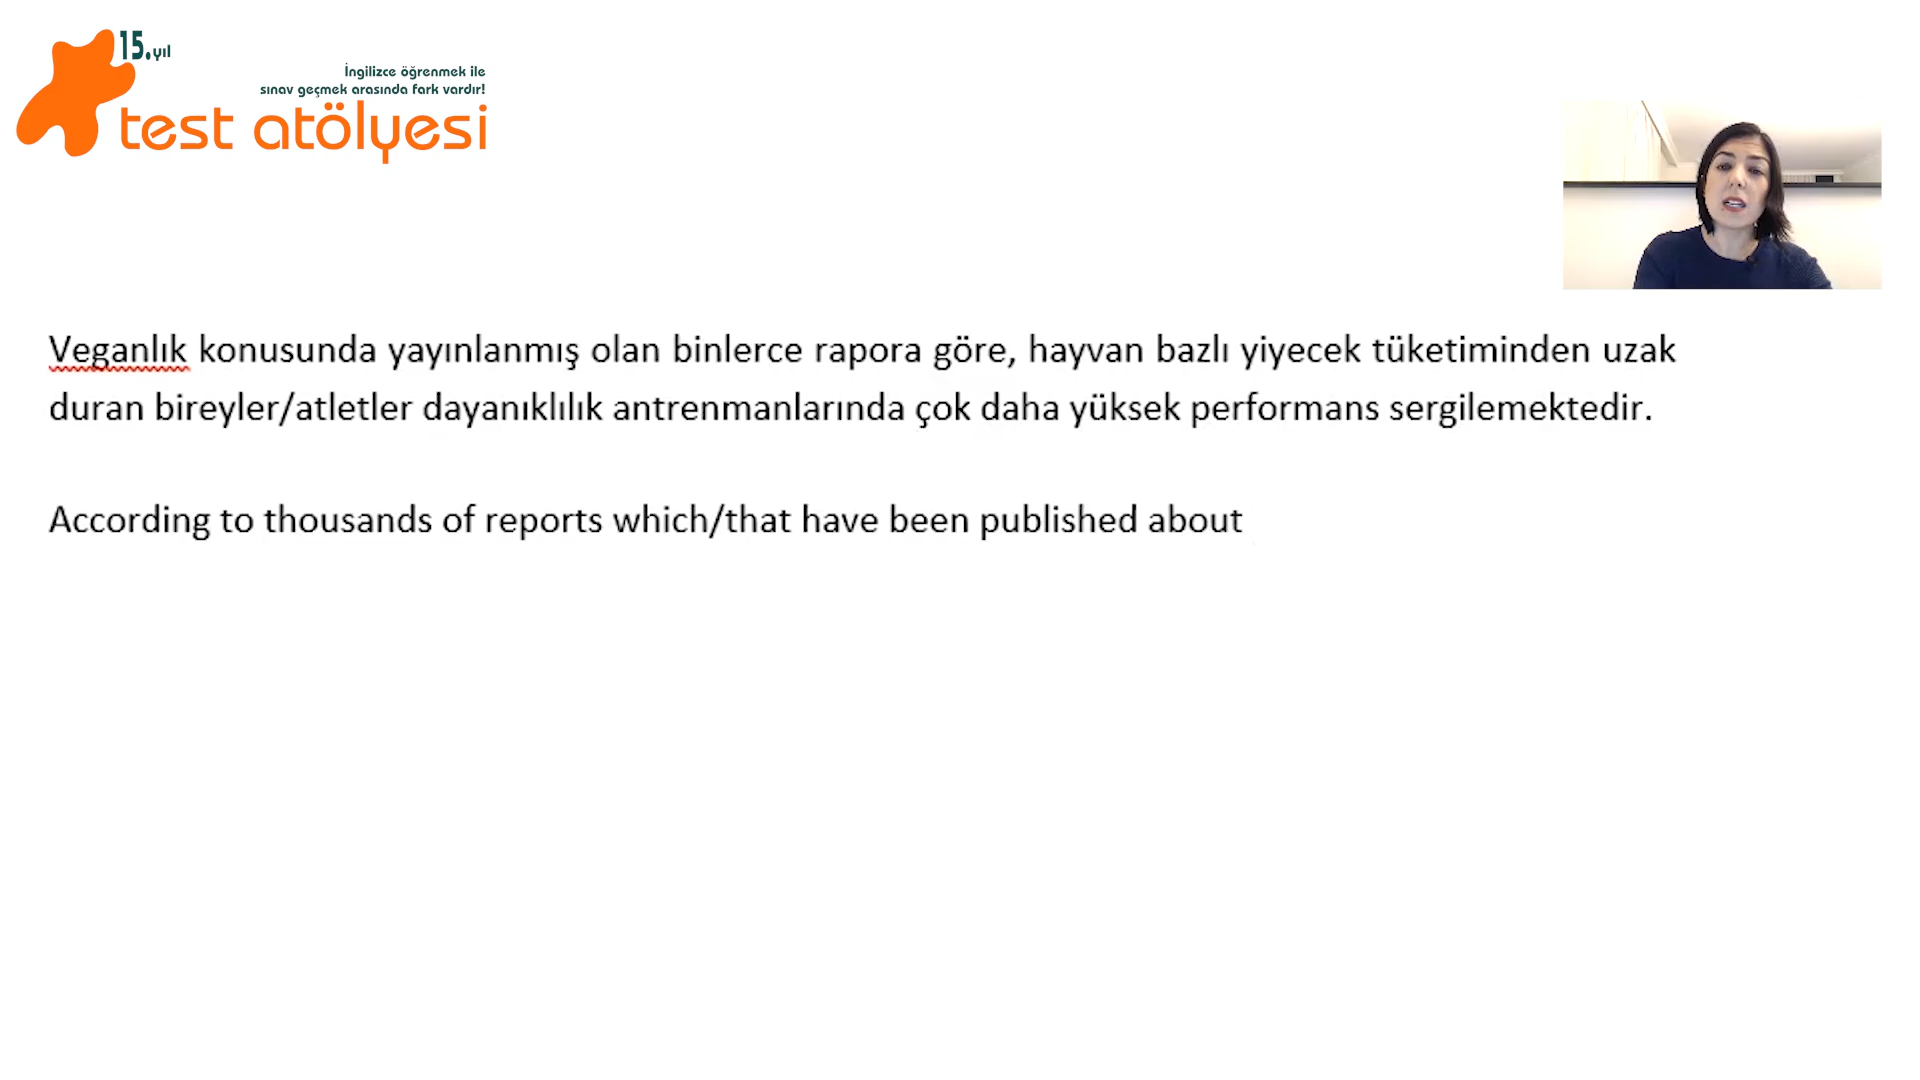 15.yıl
İngilizce öğrenmek ile
sınav geçmek arasında fark vardır!
test atölyesi
Veganlık konusunda yayınlanmış olan binlerce rapora göre, hayvan bazlı yiyecek tüketiminden uzak
duran bireyler/atletler dayanıklılık antrenmanlarında çok daha yüksek performans sergilemektedir.
According to thousands of reports which/that have been published about